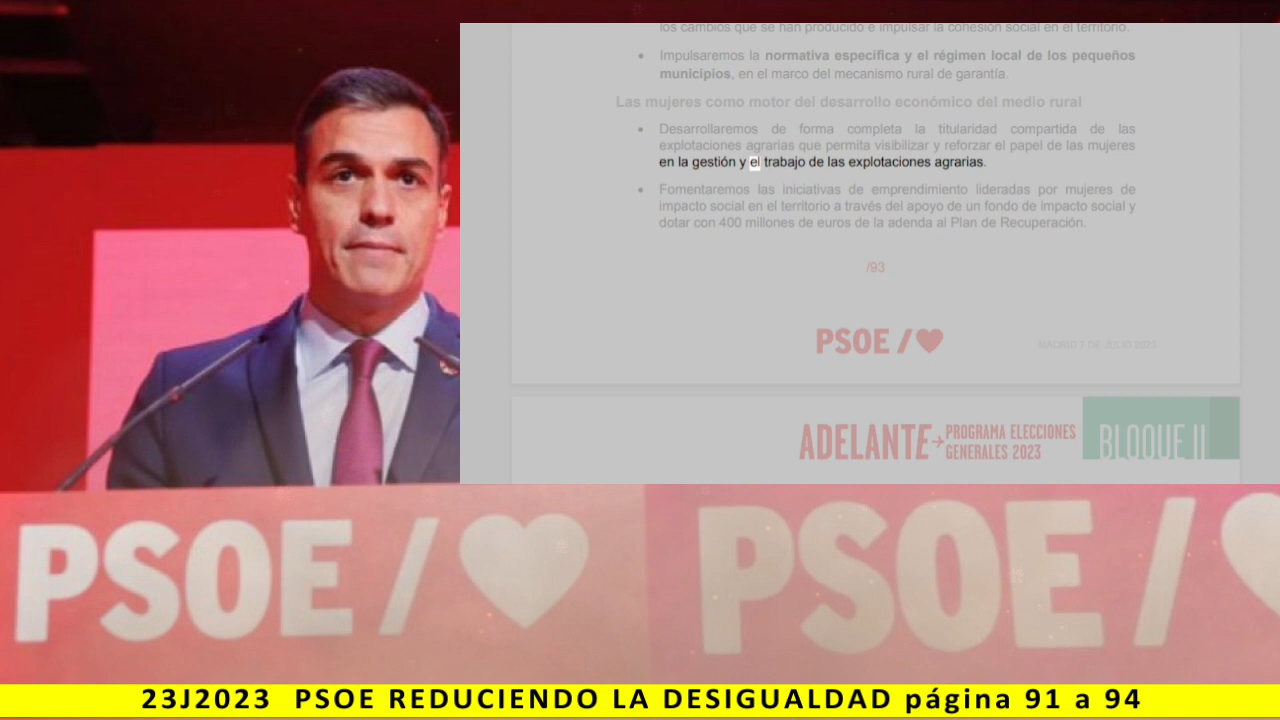 los cambios que se han producido e impulsar la cohesión social en el territorio.
• Impulsaremos la normativa específica y el régimen local de los pequeños
municipios, en el marco del mecanismo rural de garantía.
Las mujeres como motor del desarrollo económico del medio rural
• Desarrollaremos de forma completa la titularidad compartida de las
explotaciones agrarias que permita visibilizar y reforzar el papel de las mujeres
en la gestión y el trabajo de las explotaciones agrarias.
• Fomentaremos las iniciativas de emprendimiento lideradas por mujeres de
impacto social en el territorio a través del apoyo de un fondo de impacto social y
dotar con 400 millones de euros de la adenda al Plan de Recuperación.
/93
PSOE /
MADRID 7 DE JULIO 2023
ADELANTE → PROGRAMA ELECCIONES
GENERALES 2023
BLOQUE II
PSOE /
PSOE /
23J2023 PSOE REDUCIENDO LA DESIGUALDAD página 91 a 94